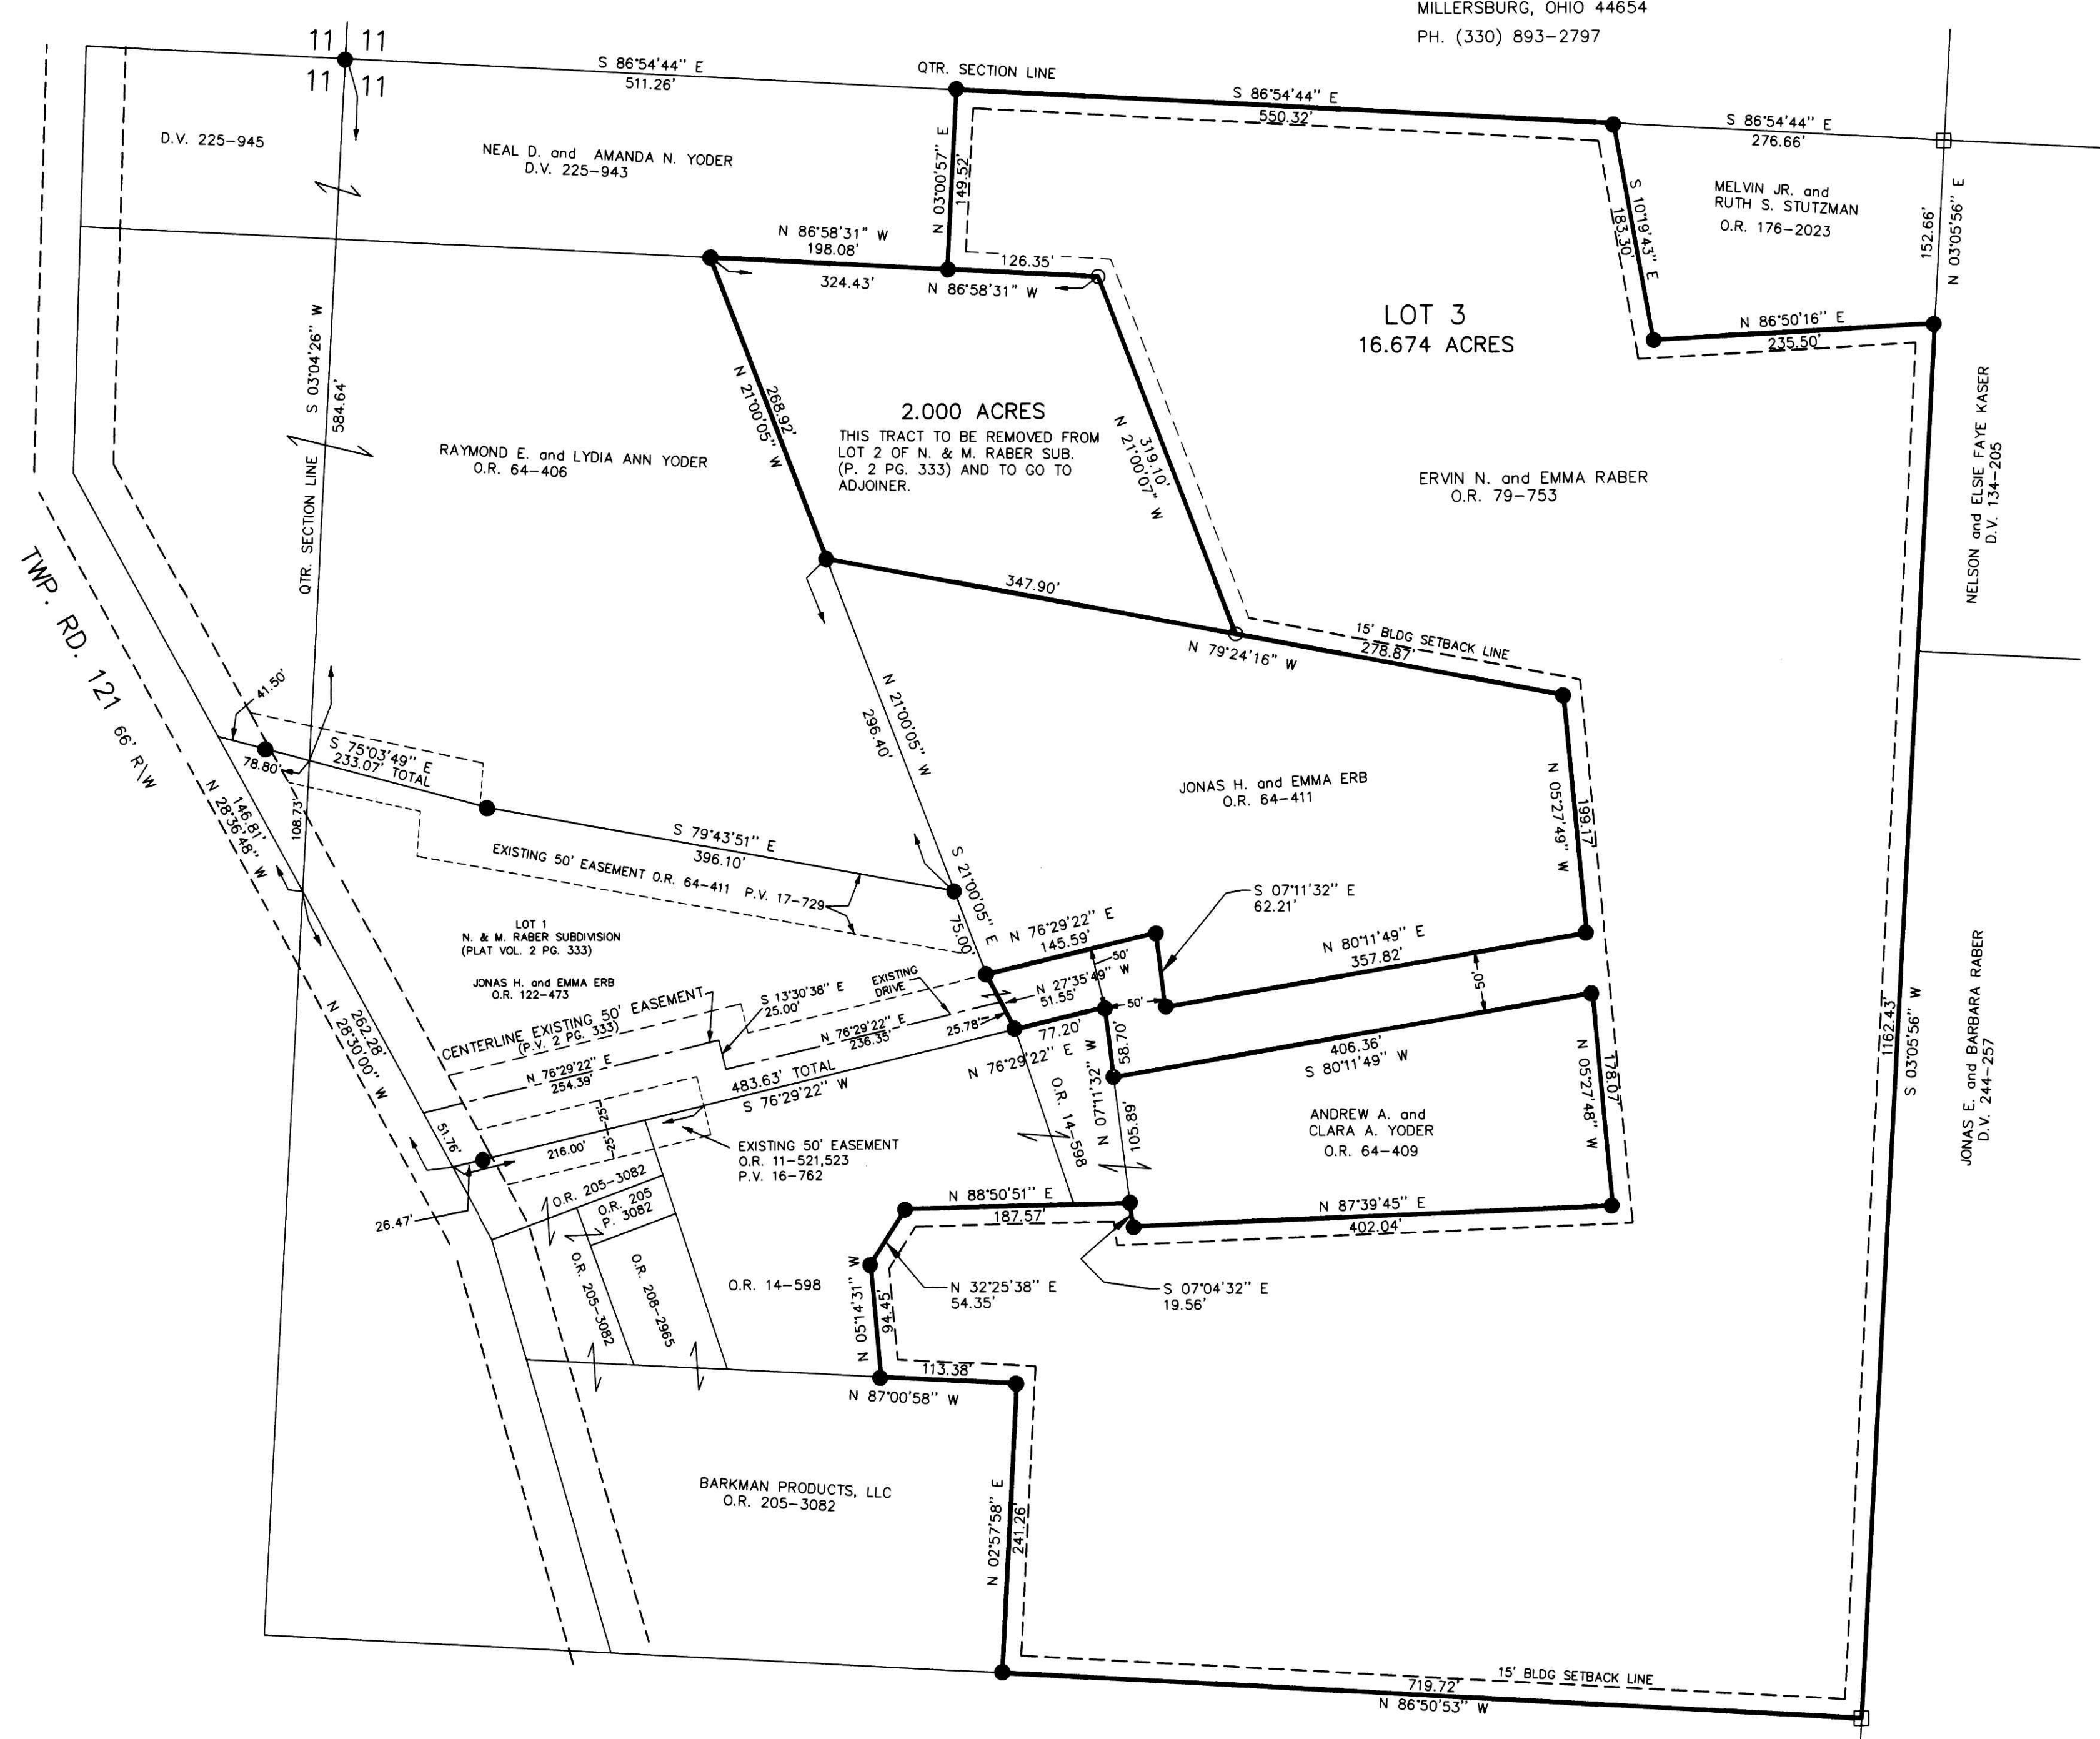 MILLERSBURG, OHIO 44654
PH. (330) 893-2797
11 11
11 11
S 86°54'44" E
511.26'
QTR. SECTION LINE
S 86°54'44" E
550.32'
S 86°54'44" E
276.66'
D.V. 225-945
NEAL D. and AMANDA N. YODER
D.V. 225-943
N 03°00'57" E
149.52'
S 10°19'43" E
183.30'
MELVIN JR. and
RUTH S. STUTZMAN
O.R. 176-2023
152.66'
N 03°05'56" E
N 86°58'31" W
198.08'
324.43'
126.35'
N 86°58'31" W
LOT 3
16.674 ACRES
N 86°50'16" E
235.50'
QTR. SECTION LINE S 03°04'26" W
584.64'
RAYMOND E. and LYDIA ANN YODER
O.R. 64-406
N 21°00'05" W
268.92'
2.000 ACRES
THIS TRACT TO BE REMOVED FROM
LOT 2 OF N. & M. RABER SUB.
(P. 2 PG. 333) AND TO GO TO
ADJOINER.
319.10'
N 21°00'07" W
ERVIN N. and EMMA RABER
O.R. 79-753
NELSON and ELSIE FAYE KASER
D.V. 134-205
TWP. RD. 121 66' R\W
347.90'
N 79°24'16" W
15' BLDG SETBACK LINE
278.87'
41.50'
S 75°03'49" E
233.07' TOTAL
78.80'
N 21°00'05" W
296.40'
146.81'
N 28°36'48" W
108.73'
S 79°43'51" E
396.10'
EXISTING 50' EASEMENT O.R. 64-411 P.V. 17-729
JONAS H. and EMMA ERB
O.R. 64-411
N 05°27'49" W
199.17'
S 21°00'05" E
75.00'
N 76°29'22" E
145.59'
S 07°11'32" E
62.21'
N 80°11'49" E
357.82'
50'
50'
50'
LOT 1
N. & M. RABER SUBDIVISION
(PLAT VOL. 2 PG. 333)
JONAS H. and EMMA ERB
O.R. 122-473
CENTERLINE EXISTING 50' EASEMENT
(P.V. 2 PG. 333)
S 13°30'38" E
25.00'
EXISTING
DRIVE
N 27°35'49" W
51.55'
25.78'
N 76°29'22" E
236.35'
N 76°29'22" E
254.39'
483.63' TOTAL
S 76°29'22" W
77.20'
N 76°29'22" E
58.70'
N 07°11'32" W
105.89'
406.36'
S 80°11'49" W
262.28'
N 28°30'00" W
51.76'
216.00'
25'
25'
26.47'
EXISTING 50' EASEMENT
O.R. 11-521,523
P.V. 16-762
O.R. 14-598
ANDREW A. and
CLARA A. YODER
O.R. 64-409
N 05°27'48" W
178.07'
1162.43'
S 03°05'56" W
JONAS E. and BARBARA RABER
D.V. 244-257
O.R. 205-3082
O.R. 205
P. 3082
O.R. 205-3082
O.R. 208-2965
O.R. 14-598
N 88°50'51" E
187.57'
N 87°39'45" E
402.04'
N 32°25'38" E
54.35'
S 07°04'32" E
19.56'
N 05°14'31" W
94.45'
113.38'
N 87°00'58" W
BARKMAN PRODUCTS, LLC
O.R. 205-3082
N 02°57'58" E
241.26'
15' BLDG SETBACK LINE
719.72'
N 86°50'53" W